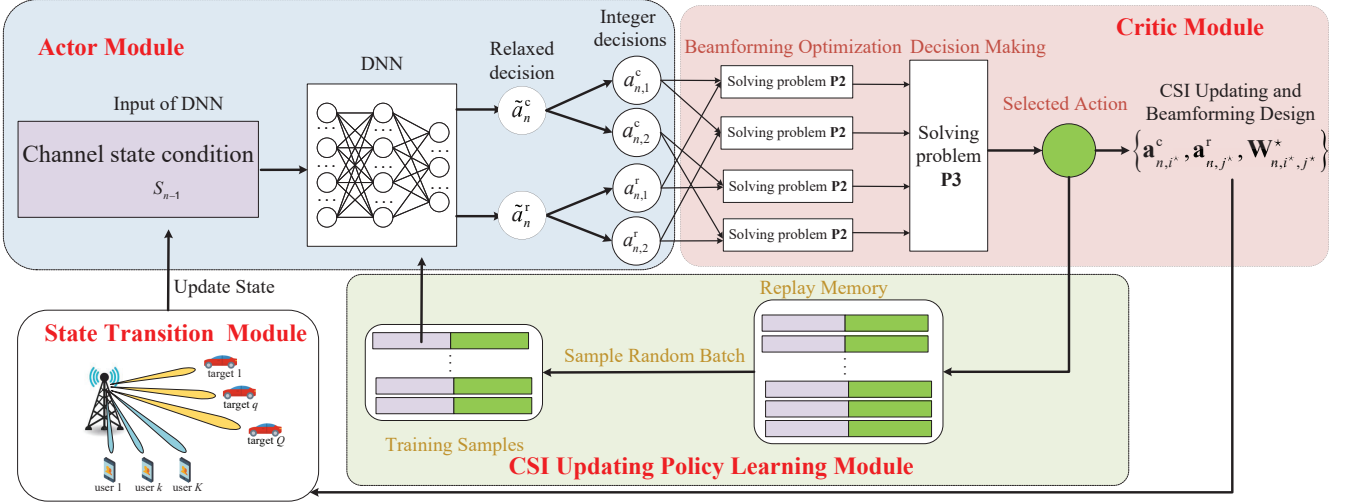 Actor Module
Input of DNN
Channel state condition
S_{n-1}
DNN
...
...
...
...
...
...
Relaxed
decision
ã_n^c
ã_n^r
Integer
decisions
a_{n,1}^c
a_{n,2}^c
a_{n,1}^r
a_{n,2}^r
Critic Module
Beamforming Optimization
Solving problem P2
Solving problem P2
Solving problem P2
Solving problem P2
Decision Making
Solving
problem
P3
Selected Action
CSI Updating and
Beamforming Design
{a_{n,i*}^c, a_{n,j*}^r, W_{n,i*,j*}^*}
Update State
State Transition Module
target 1
target q
target Q
user 1
user k
user K
Replay Memory
Sample Random Batch
Training Samples
CSI Updating Policy Learning Module